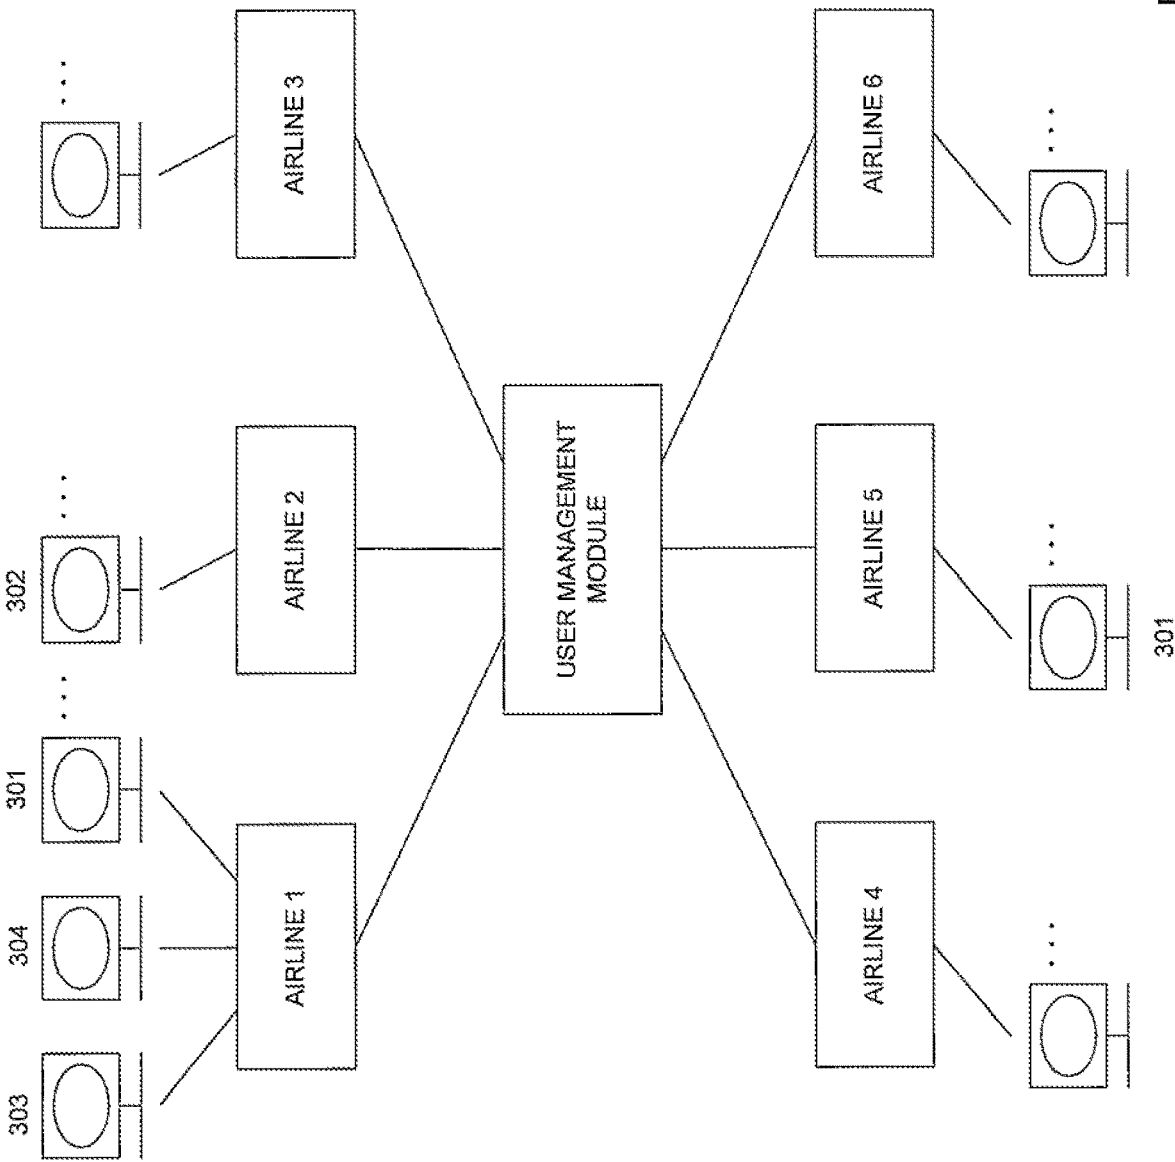 303
304
301
...
302
...
...
AIRLINE 1
AIRLINE 2
AIRLINE 3
USER MANAGEMENT
MODULE
AIRLINE 4
AIRLINE 5
AIRLINE 6
...
...
...
301